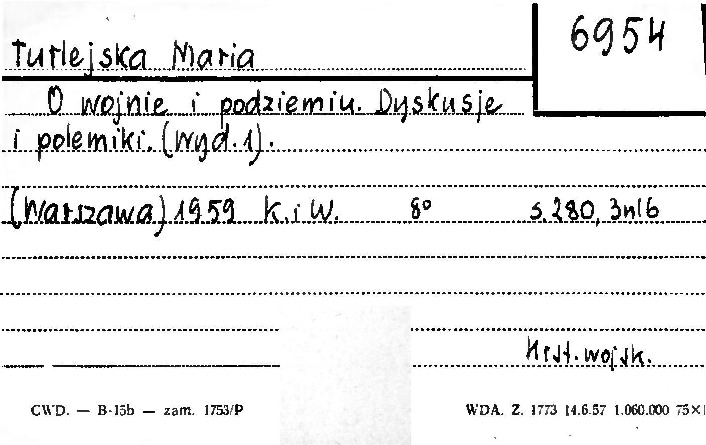 6954
Turlejska Maria
O wojnie i podziemiu. Dyskusje
i polemiki. (Wyd. 1).
(Warszawa) 1959 K. i W. 8° s. 280, 3nlb.
Hist. wojsk.
CWD. — B-15b — zam. 1753/P
WDA. Z. 1773 14.6.57 1.060.000 75×1